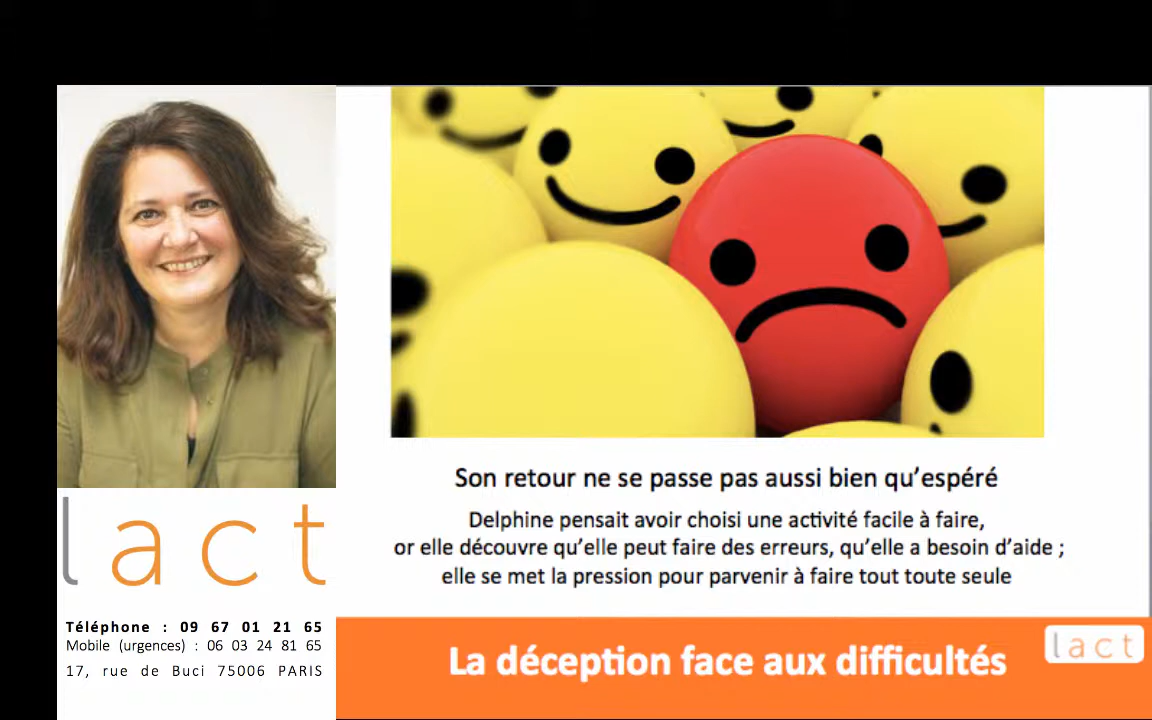 lact
Téléphone : 09 67 01 21 65
Mobile (urgences) : 06 03 24 81 65
17, rue de Buci 75006 PARIS
Son retour ne se passe pas aussi bien qu’espéré
Delphine pensait avoir choisi une activité facile à faire,
or elle découvre qu’elle peut faire des erreurs, qu’elle a besoin d’aide ;
elle se met la pression pour parvenir à faire tout toute seule
La déception face aux difficultés
lact